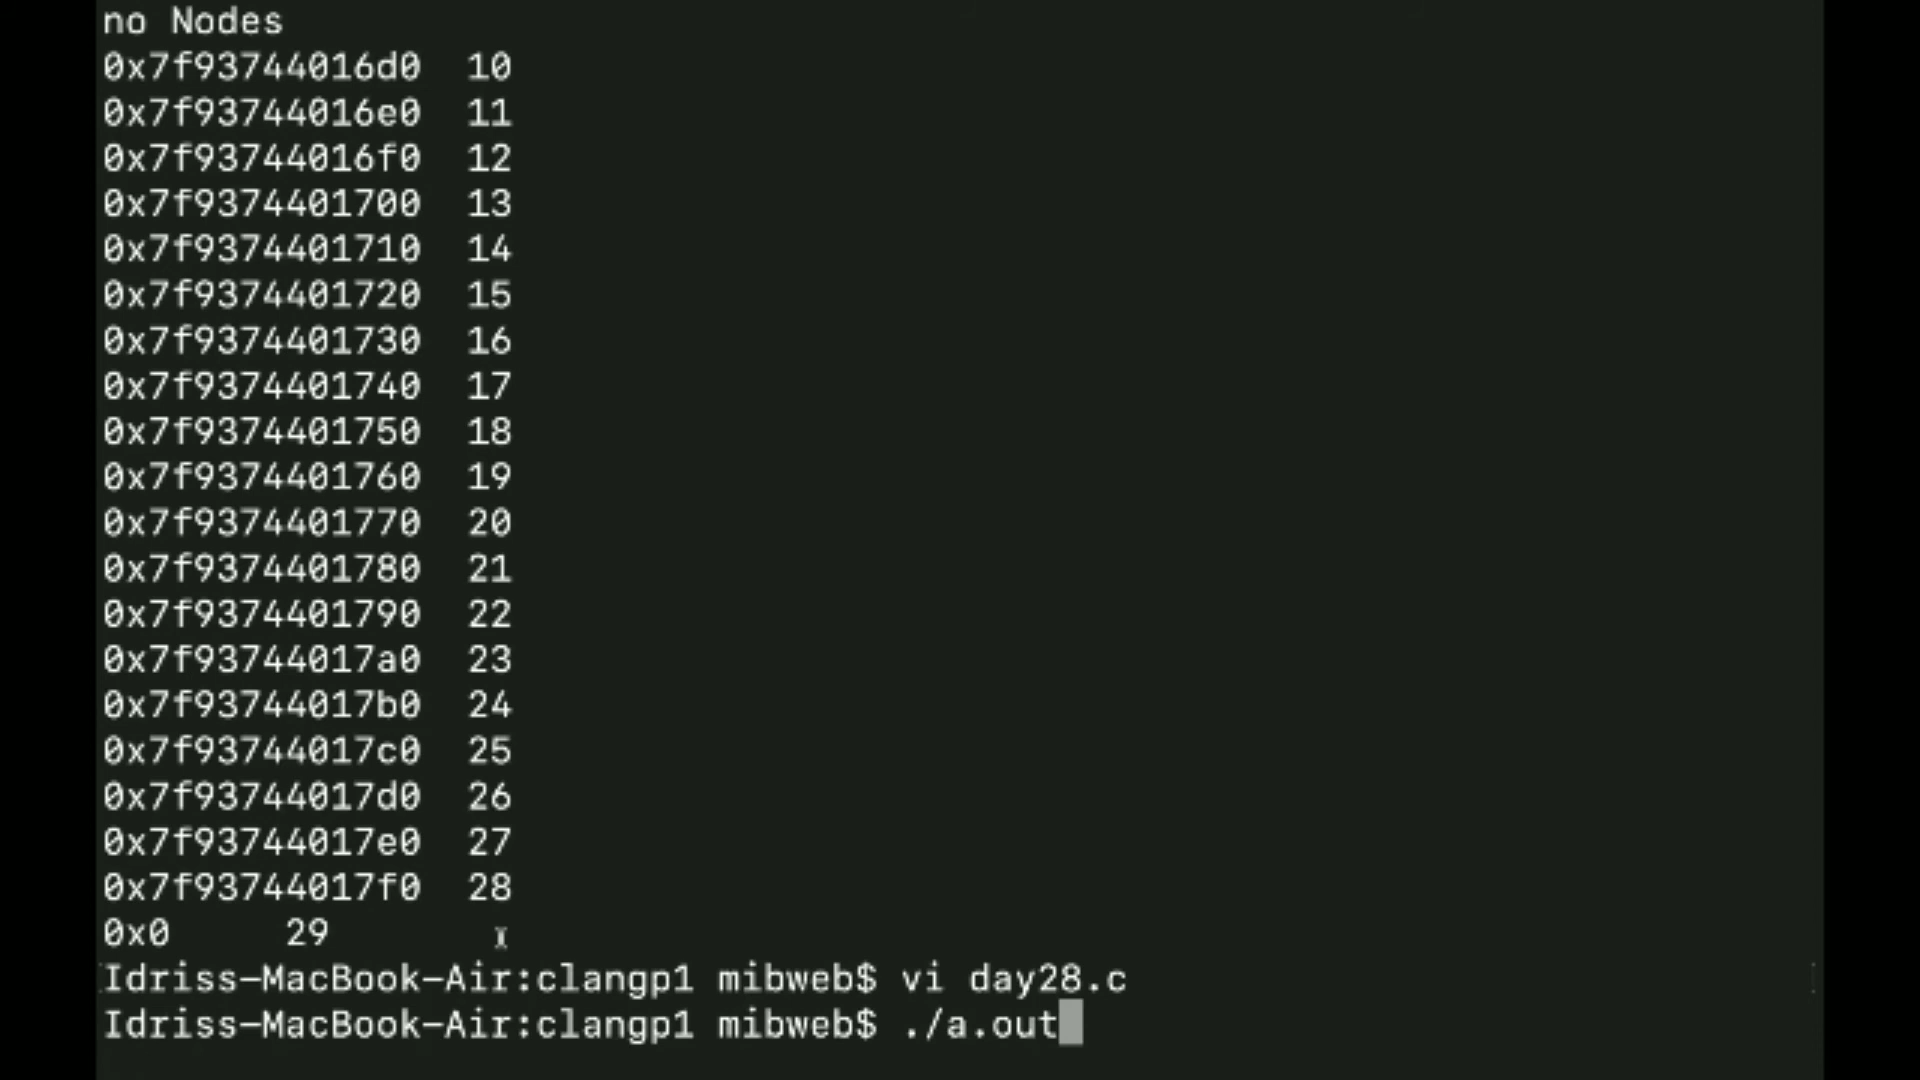 no Nodes
0x7f93744016d0  10
0x7f93744016e0  11
0x7f93744016f0  12
0x7f9374401700  13
0x7f9374401710  14
0x7f9374401720  15
0x7f9374401730  16
0x7f9374401740  17
0x7f9374401750  18
0x7f9374401760  19
0x7f9374401770  20
0x7f9374401780  21
0x7f9374401790  22
0x7f93744017a0  23
0x7f93744017b0  24
0x7f93744017c0  25
0x7f93744017d0  26
0x7f93744017e0  27
0x7f93744017f0  28
0x0     29
Idriss-MacBook-Air:clangp1 mibweb$ vi day28.c
Idriss-MacBook-Air:clangp1 mibweb$ ./a.out